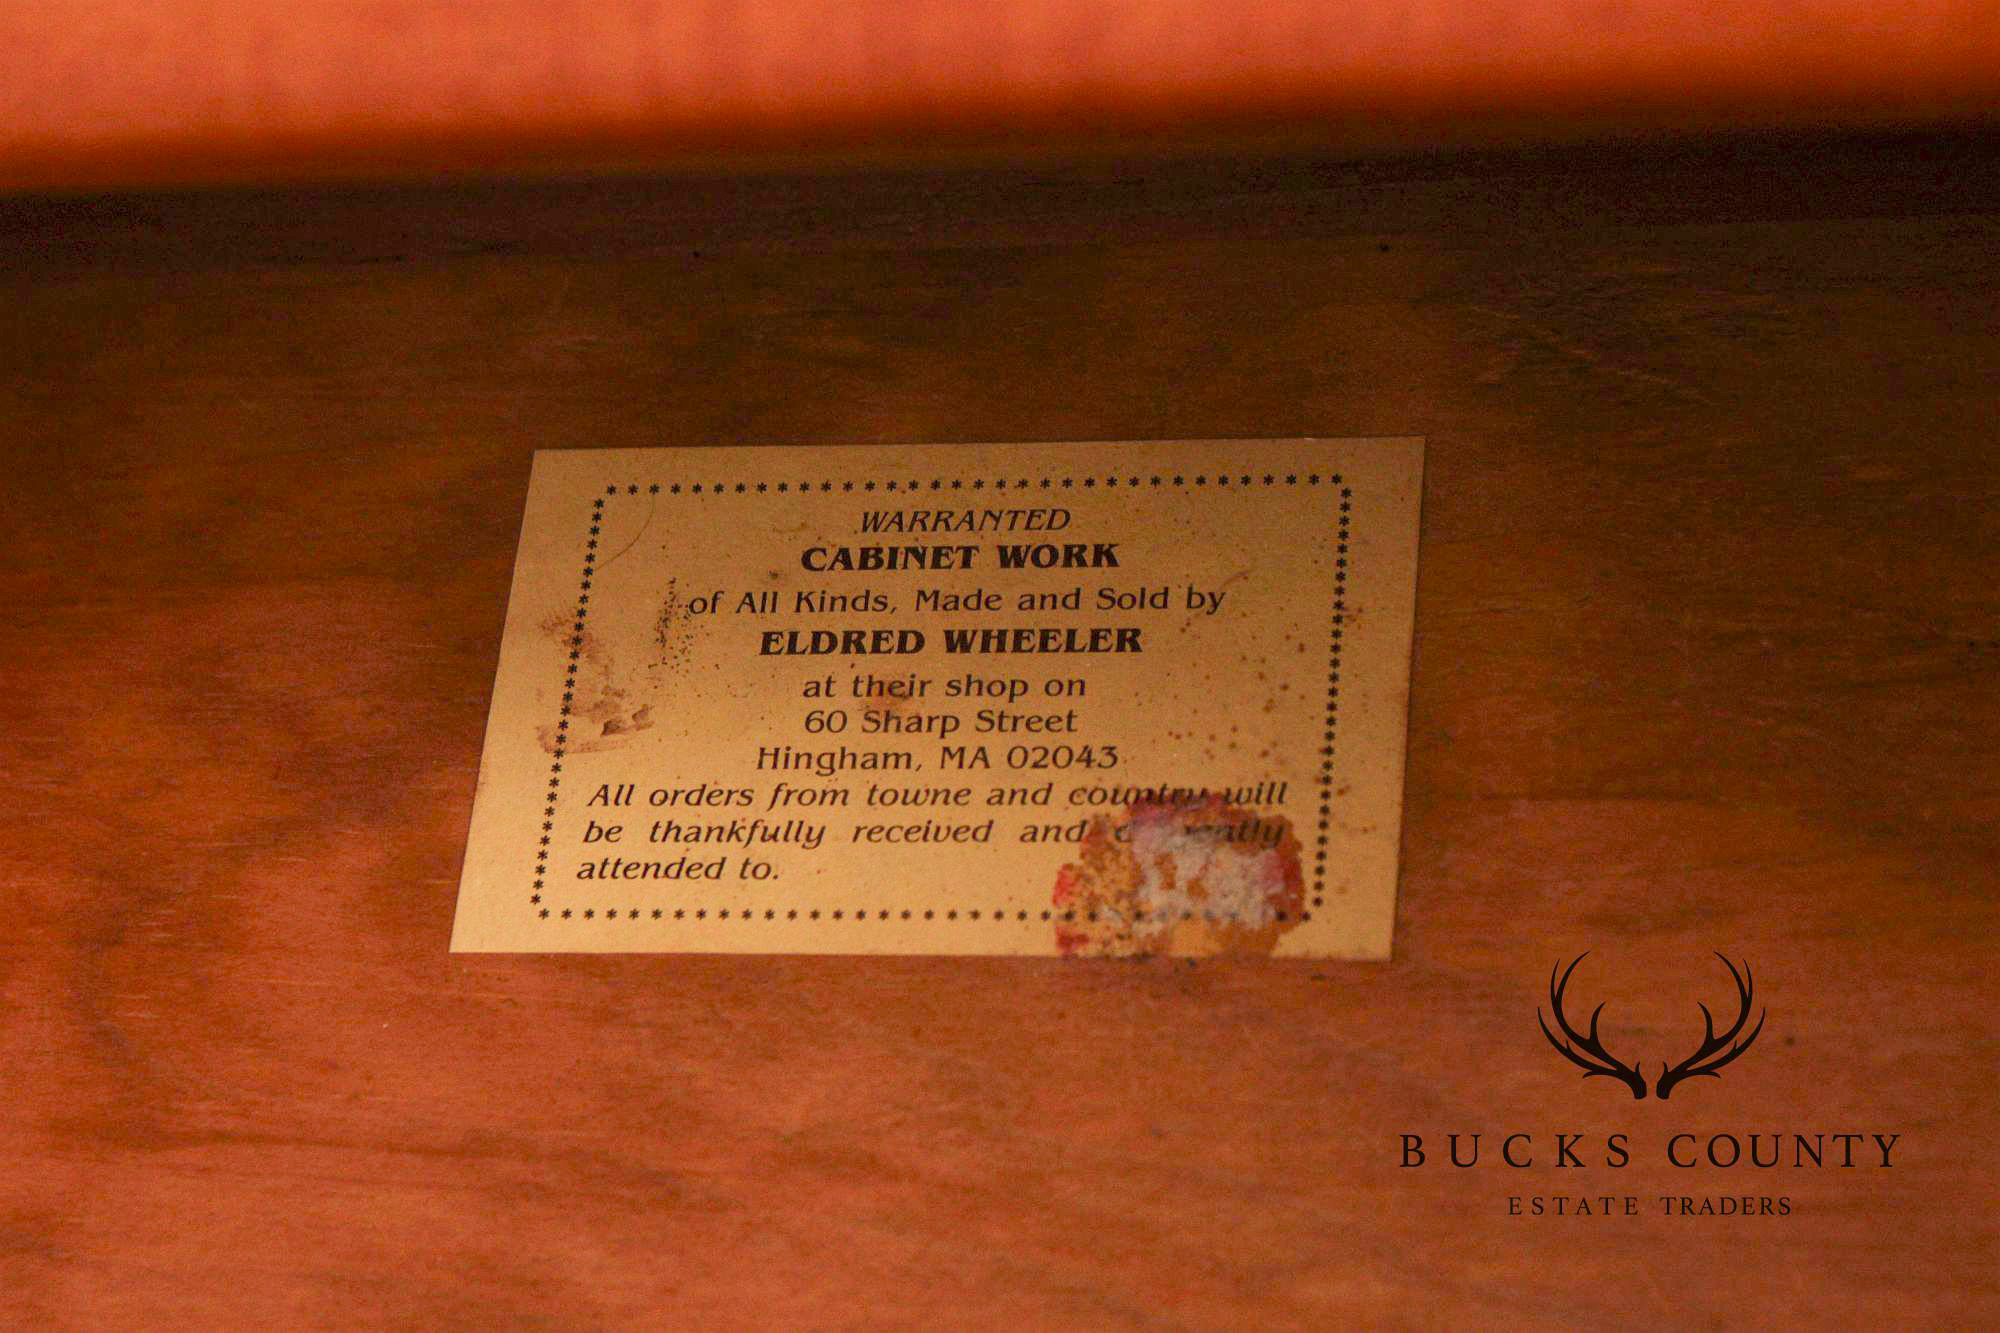 WARRANTED
CABINET WORK
of All Kinds, Made and Sold by
ELDRED WHEELER
at their shop on
60 Sharp Street
Hingham, MA 02043
All orders from towne and country will
be thankfully received and
attended to.
BUCKS COUNTY
ESTATE TRADERS